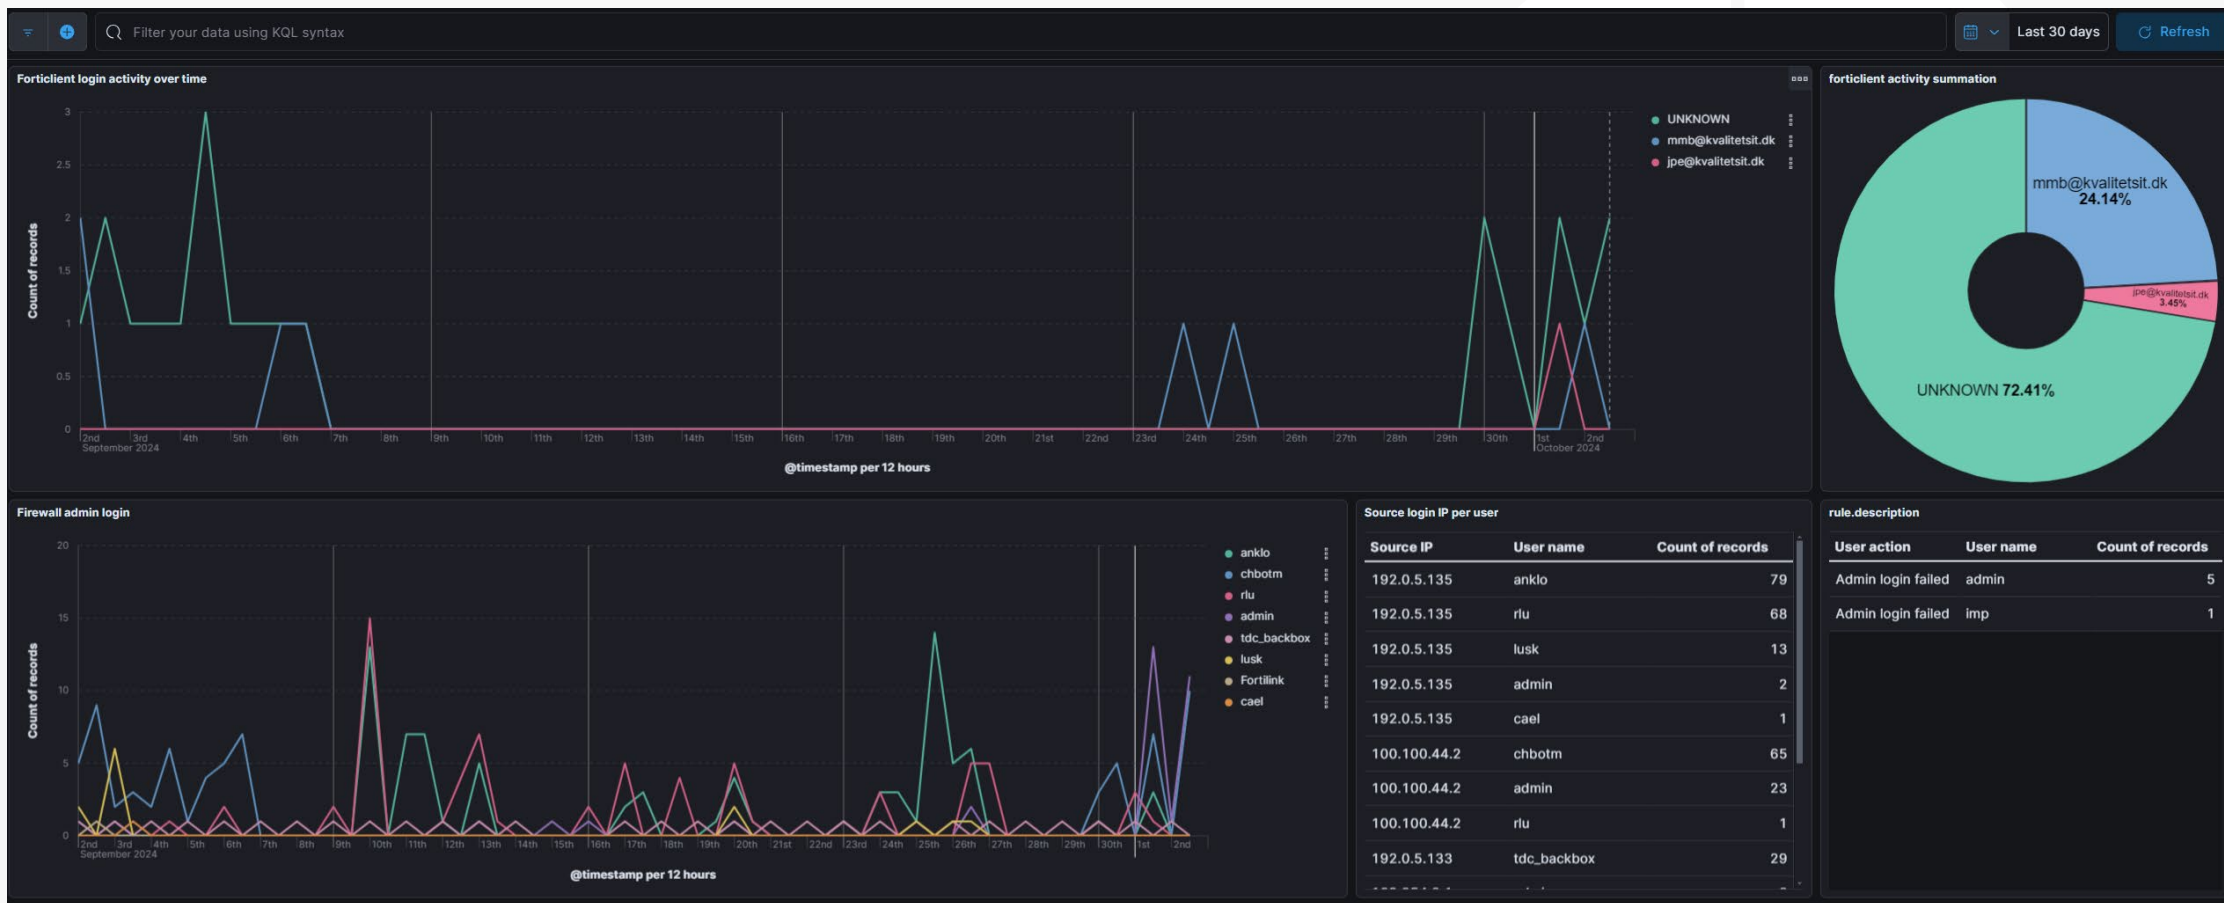 Filter your data using KQL syntax
Last 30 days
Refresh
Forticlient login activity over time
3
2.5
2
1.5
1
0.5
0
Count of records
2nd 3rd 4th 5th 6th 7th 8th 9th 10th 11th 12th 13th 14th 15th 16th 17th 18th 19th 20th 21st 22nd 23rd 24th 25th 26th 27th 28th 29th 30th 1st 2nd
September 2024 October 2024
@timestamp per 12 hours
UNKNOWN
mmb@kvalitetsit.dk
jpe@kvalitetsit.dk
forticlient activity summation
mmb@kvalitetsit.dk
24.14%
jpe@kvalitetsit.dk
3.45%
UNKNOWN 72.41%
Firewall admin login
20
15
10
5
0
Count of records
2nd 3rd 4th 5th 6th 7th 8th 9th 10th 11th 12th 13th 14th 15th 16th 17th 18th 19th 20th 21st 22nd 23rd 24th 25th 26th 27th 28th 29th 30th 1st 2nd
September 2024
@timestamp per 12 hours
anklo
chbotm
rlu
admin
tdc_backbox
lusk
Fortilink
cael
Source login IP per user
Source IP User name Count of records
192.0.5.135 anklo 79
192.0.5.135 rlu 68
192.0.5.135 lusk 13
192.0.5.135 admin 2
192.0.5.135 cael 1
100.100.44.2 chbotm 65
100.100.44.2 admin 23
100.100.44.2 rlu 1
192.0.5.133 tdc_backbox 29
rule.description
User action User name Count of records
Admin login failed admin 5
Admin login failed imp 1